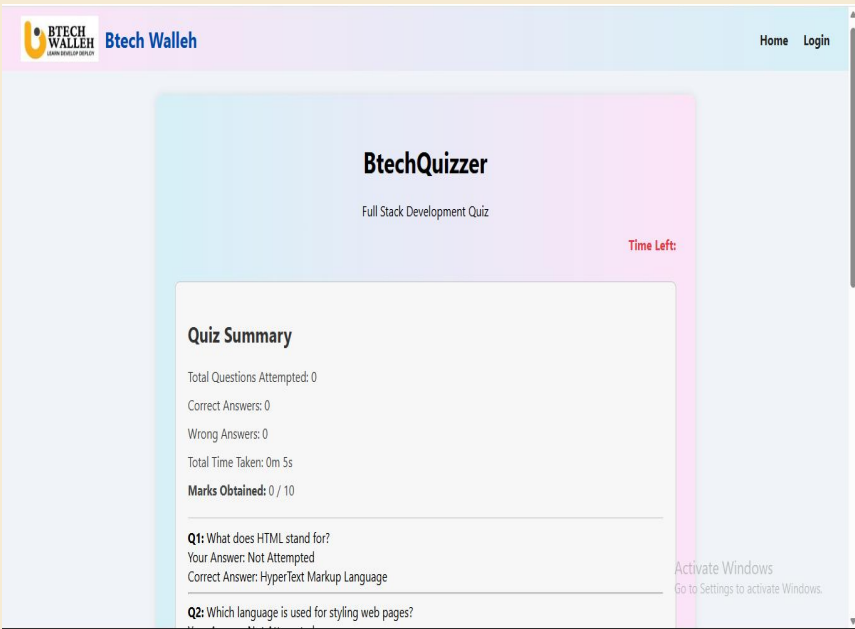 BTECH
WALLEH
LEARN DEVELOP DEPLOY
Btech Walleh
Home Login
BtechQuizzer
Full Stack Development Quiz
Time Left:
Quiz Summary
Total Questions Attempted: 0
Correct Answers: 0
Wrong Answers: 0
Total Time Taken: 0m 5s
Marks Obtained: 0 / 10
Q1: What does HTML stand for?
Your Answer: Not Attempted
Correct Answer: HyperText Markup Language
Activate Windows
Go to Settings to activate Windows.
Q2: Which language is used for styling web pages?